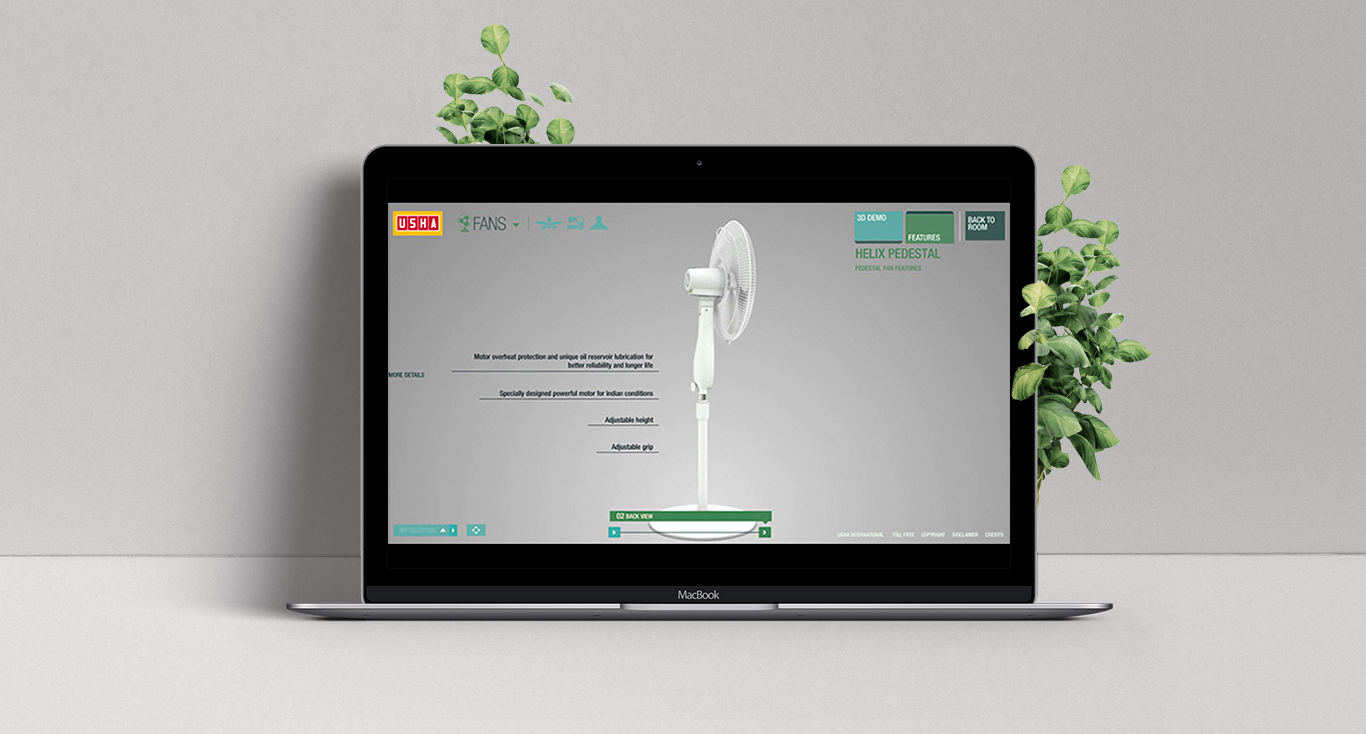 USHA
FANS
3D DEMO
FEATURES
BACK TO
ROOM
HELIX PEDESTAL
PEDESTAL FAN FEATURES
Motor overheat protection and unique oil reservoir lubrication for
better reliability and longer life
MORE DETAILS
Specially designed powerful motor for Indian conditions
Adjustable height
Adjustable grip
02 BACK VIEW
MY SELECTION
USHA INTERNATIONAL TOLL FREE COPYRIGHT DISCLAIMER CREDITS
MacBook